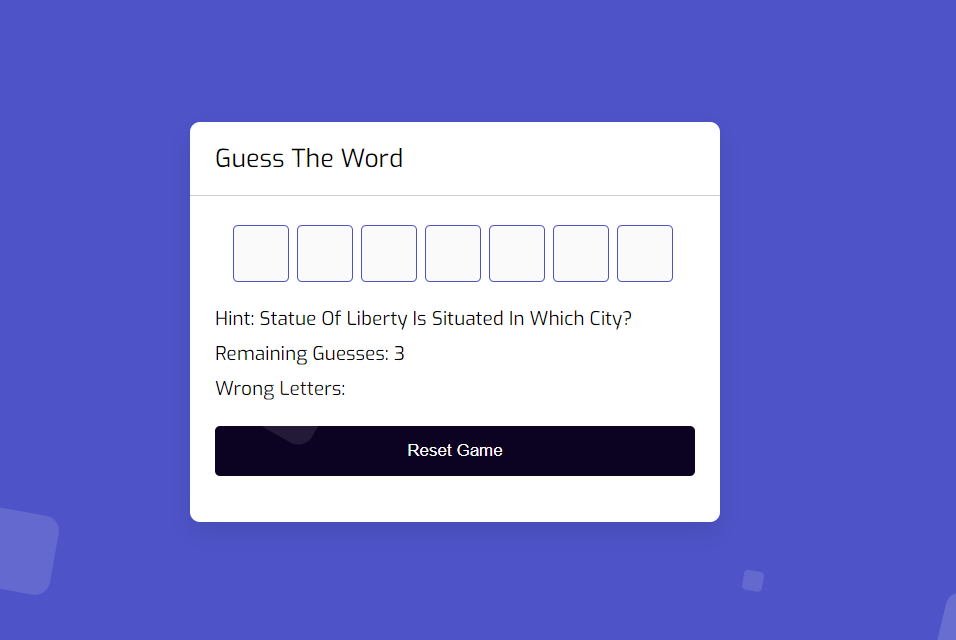 Guess The Word
Hint: Statue Of Liberty Is Situated In Which City?
Remaining Guesses: 3
Wrong Letters:
Reset Game